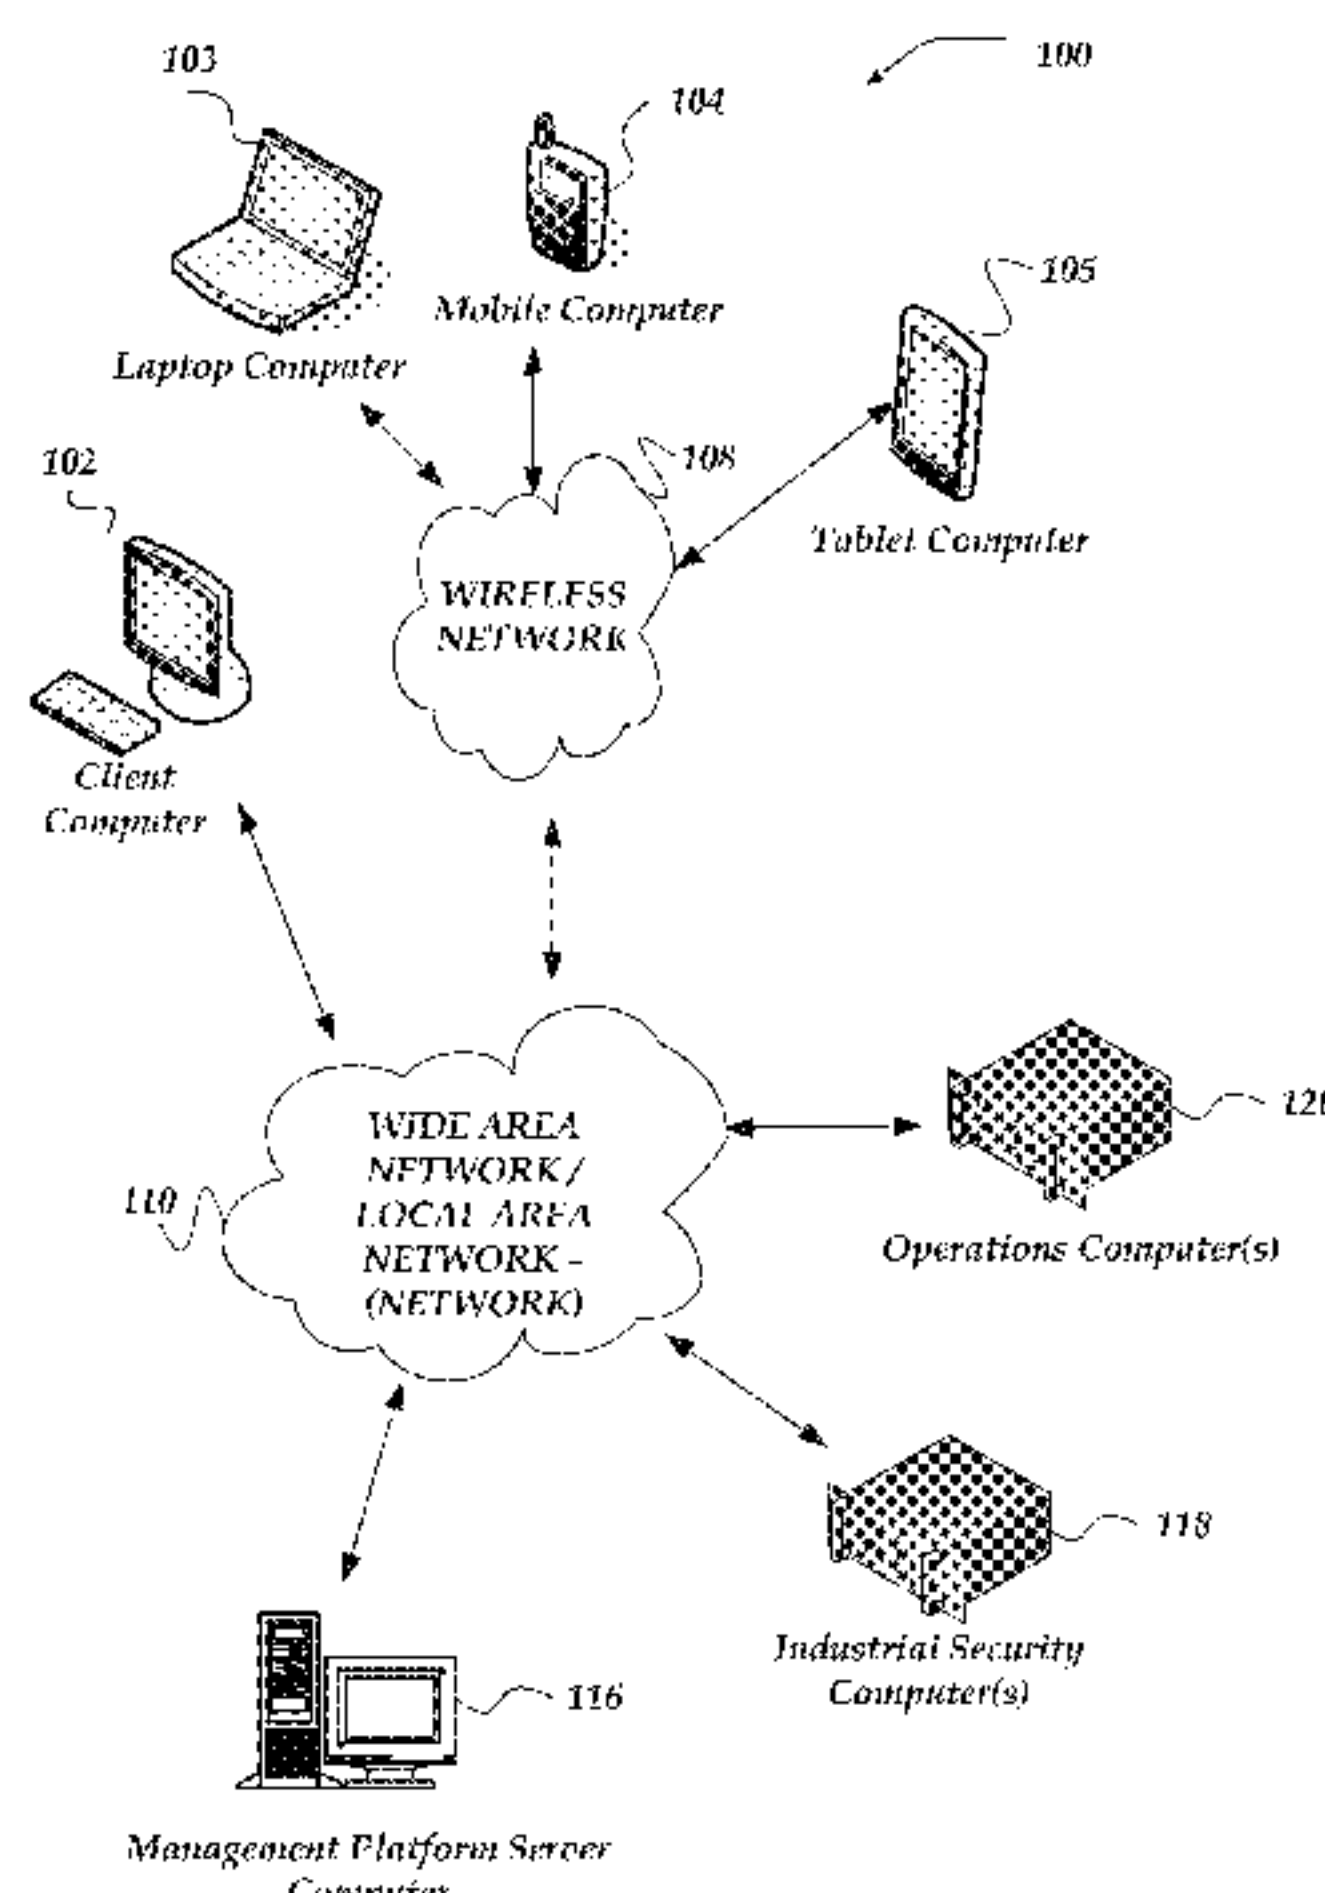 103
100
104
105
Mobile Computer
Laptop Computer
102
108
Tablet Computer
WIRELESS
NETWORK
Client
Computer
WIDE AREA
NETWORK /
LOCAL AREA
NETWORK -
(NETWORK)
110
Operations Computer(s)
118
Industrial Security
Computer(s)
116
Management Platform Server
Computer